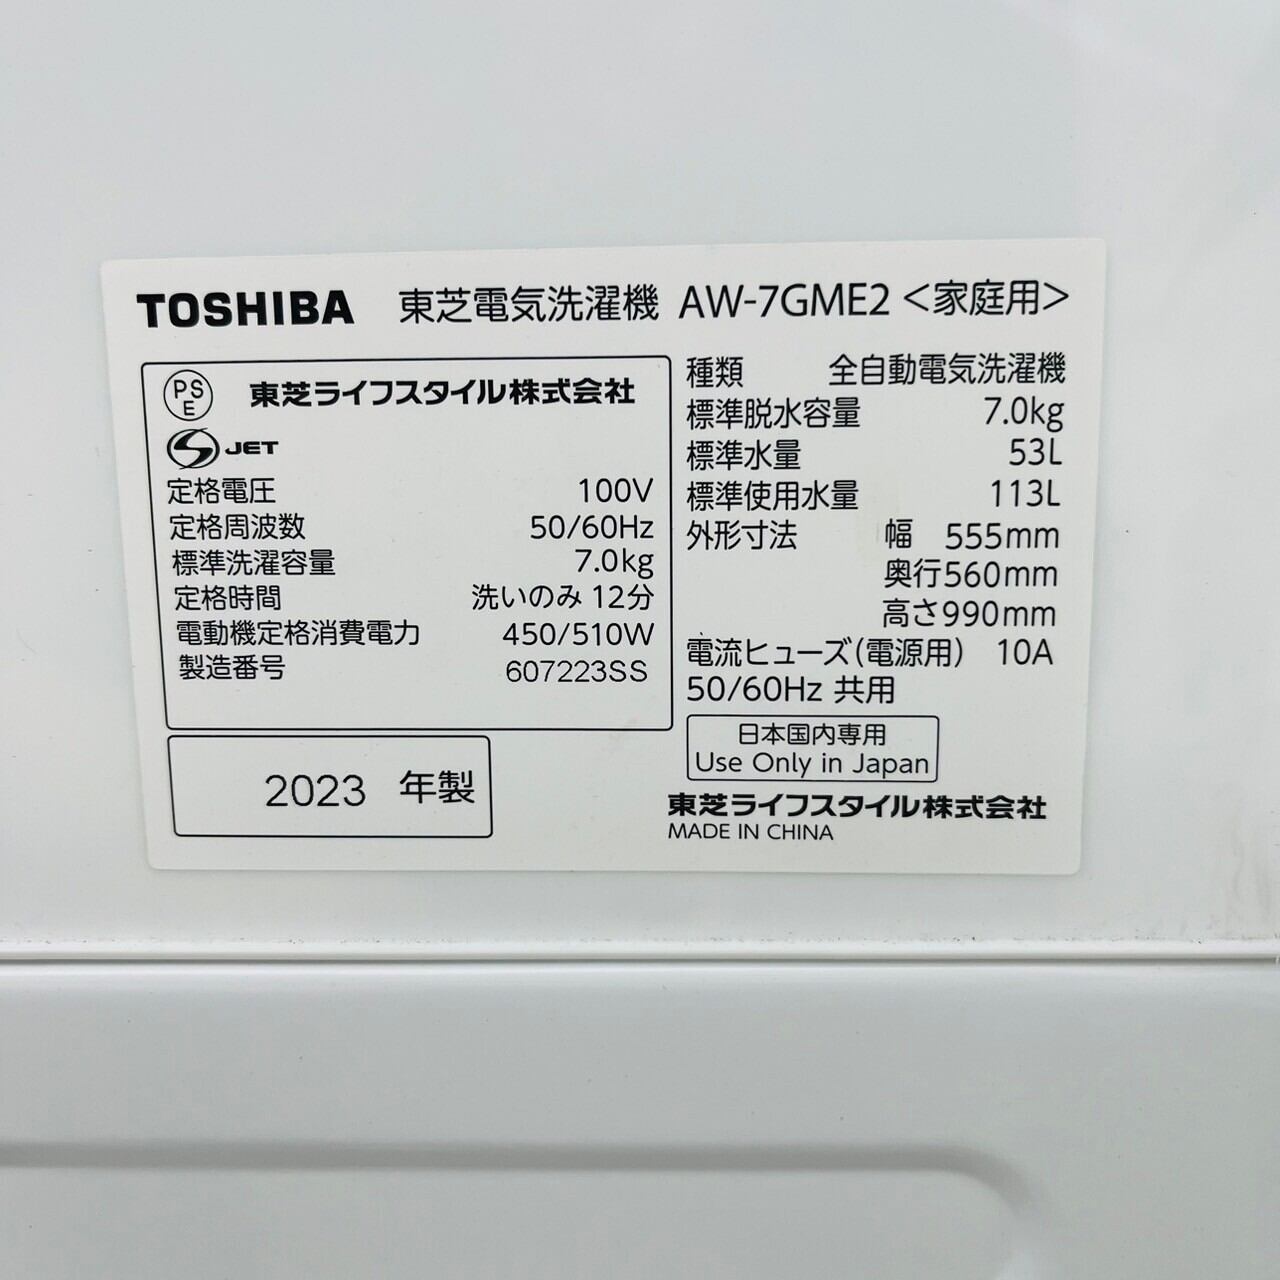 TOSHIBA 東芝電気洗濯機 AW-7GME2 <家庭用>
PS
E
東芝ライフスタイル株式会社
S JET
定格電圧 100V
定格周波数 50/60Hz
標準洗濯容量 7.0kg
定格時間 洗いのみ 12分
電動機定格消費電力 450/510W
製造番号 607223SS
2023 年製
種類 全自動電気洗濯機
標準脱水容量 7.0kg
標準水量 53L
標準使用水量 113L
外形寸法 幅 555mm
奥行560mm
高さ990mm
電流ヒューズ(電源用) 10A
50/60Hz 共用
日本国内専用
Use Only in Japan
東芝ライフスタイル株式会社
MADE IN CHINA